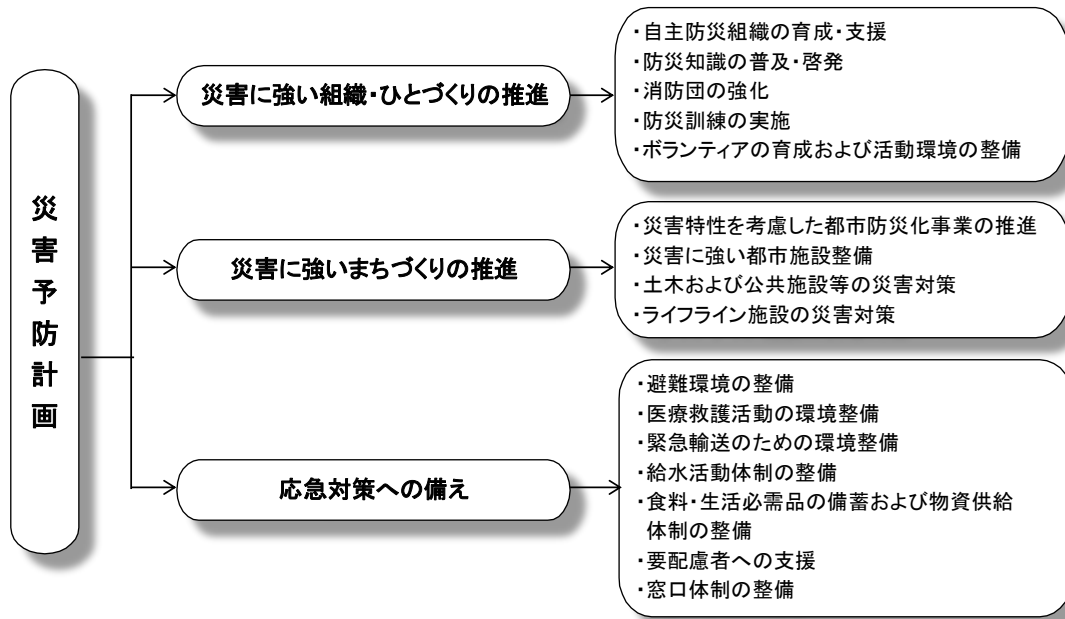 災害予防計画
災害に強い組織・ひとづくりの推進
・自主防災組織の育成・支援
・防災知識の普及・啓発
・消防団の強化
・防災訓練の実施
・ボランティアの育成および活動環境の整備
災害に強いまちづくりの推進
・災害特性を考慮した都市防災化事業の推進
・災害に強い都市施設整備
・土木および公共施設等の災害対策
・ライフライン施設の災害対策
応急対策への備え
・避難環境の整備
・医療救護活動の環境整備
・緊急輸送のための環境整備
・給水活動体制の整備
・食料・生活必需品の備蓄および物資供給
体制の整備
・要配慮者への支援
・窓口体制の整備